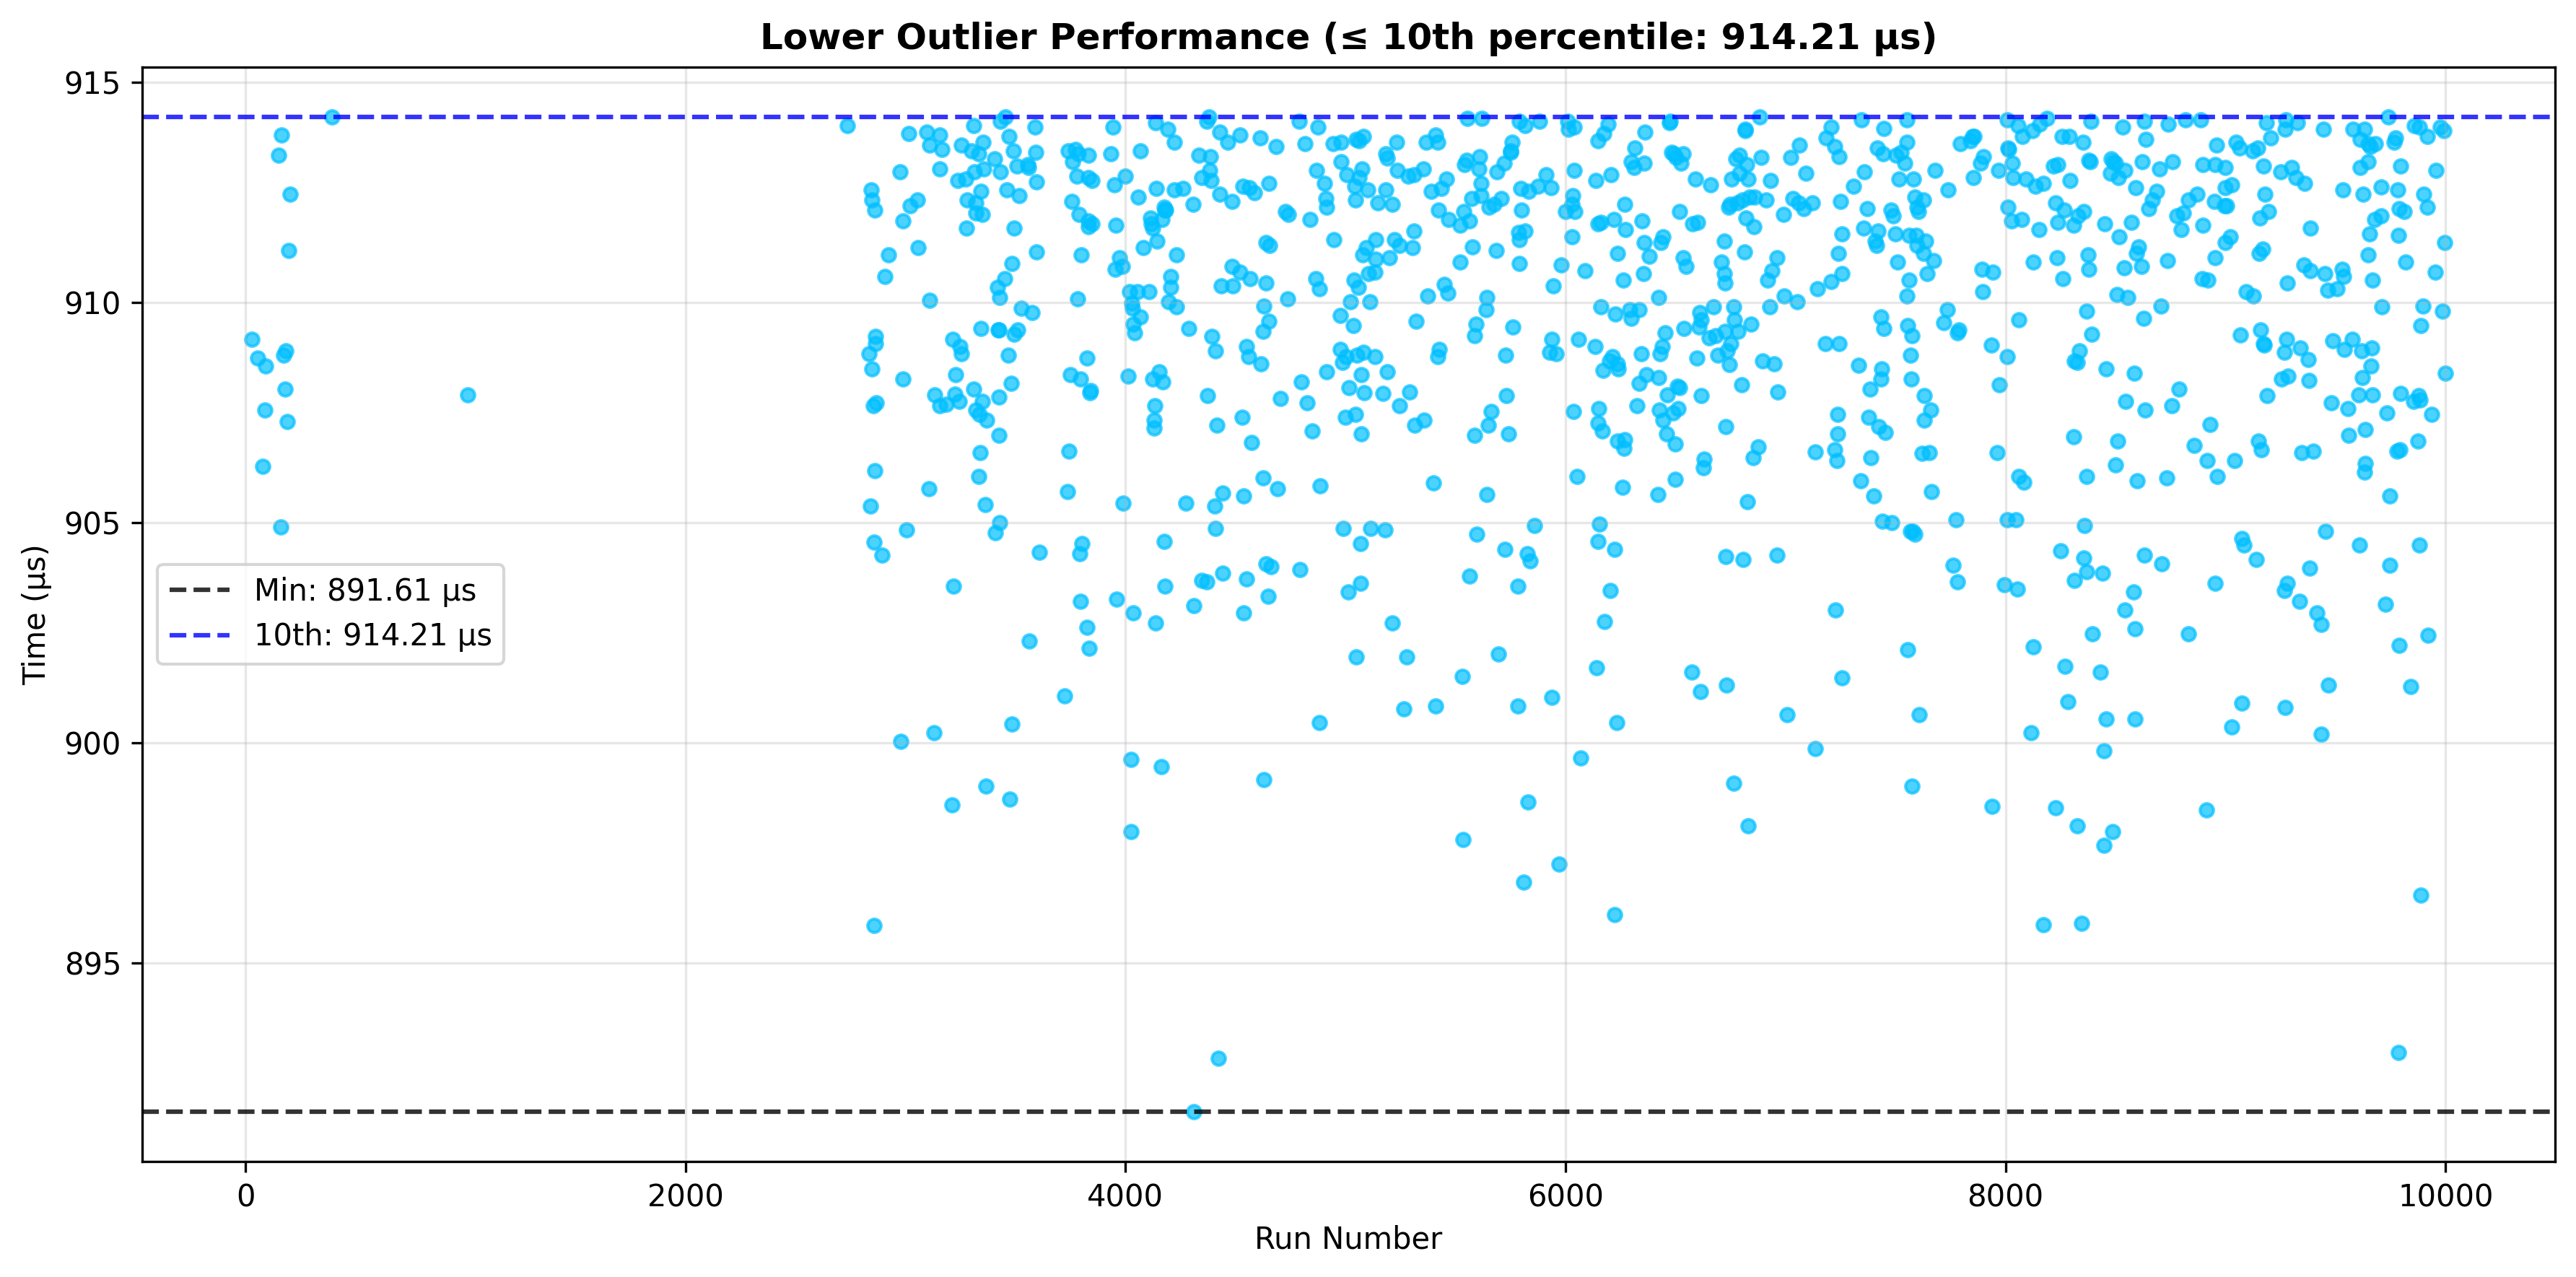 Lower Outlier Performance (≤ 10th percentile: 914.21 µs)
915
910
905
900
895
Time (µs)
Min: 891.61 µs
10th: 914.21 µs
0 2000 4000 6000 8000 10000
Run Number